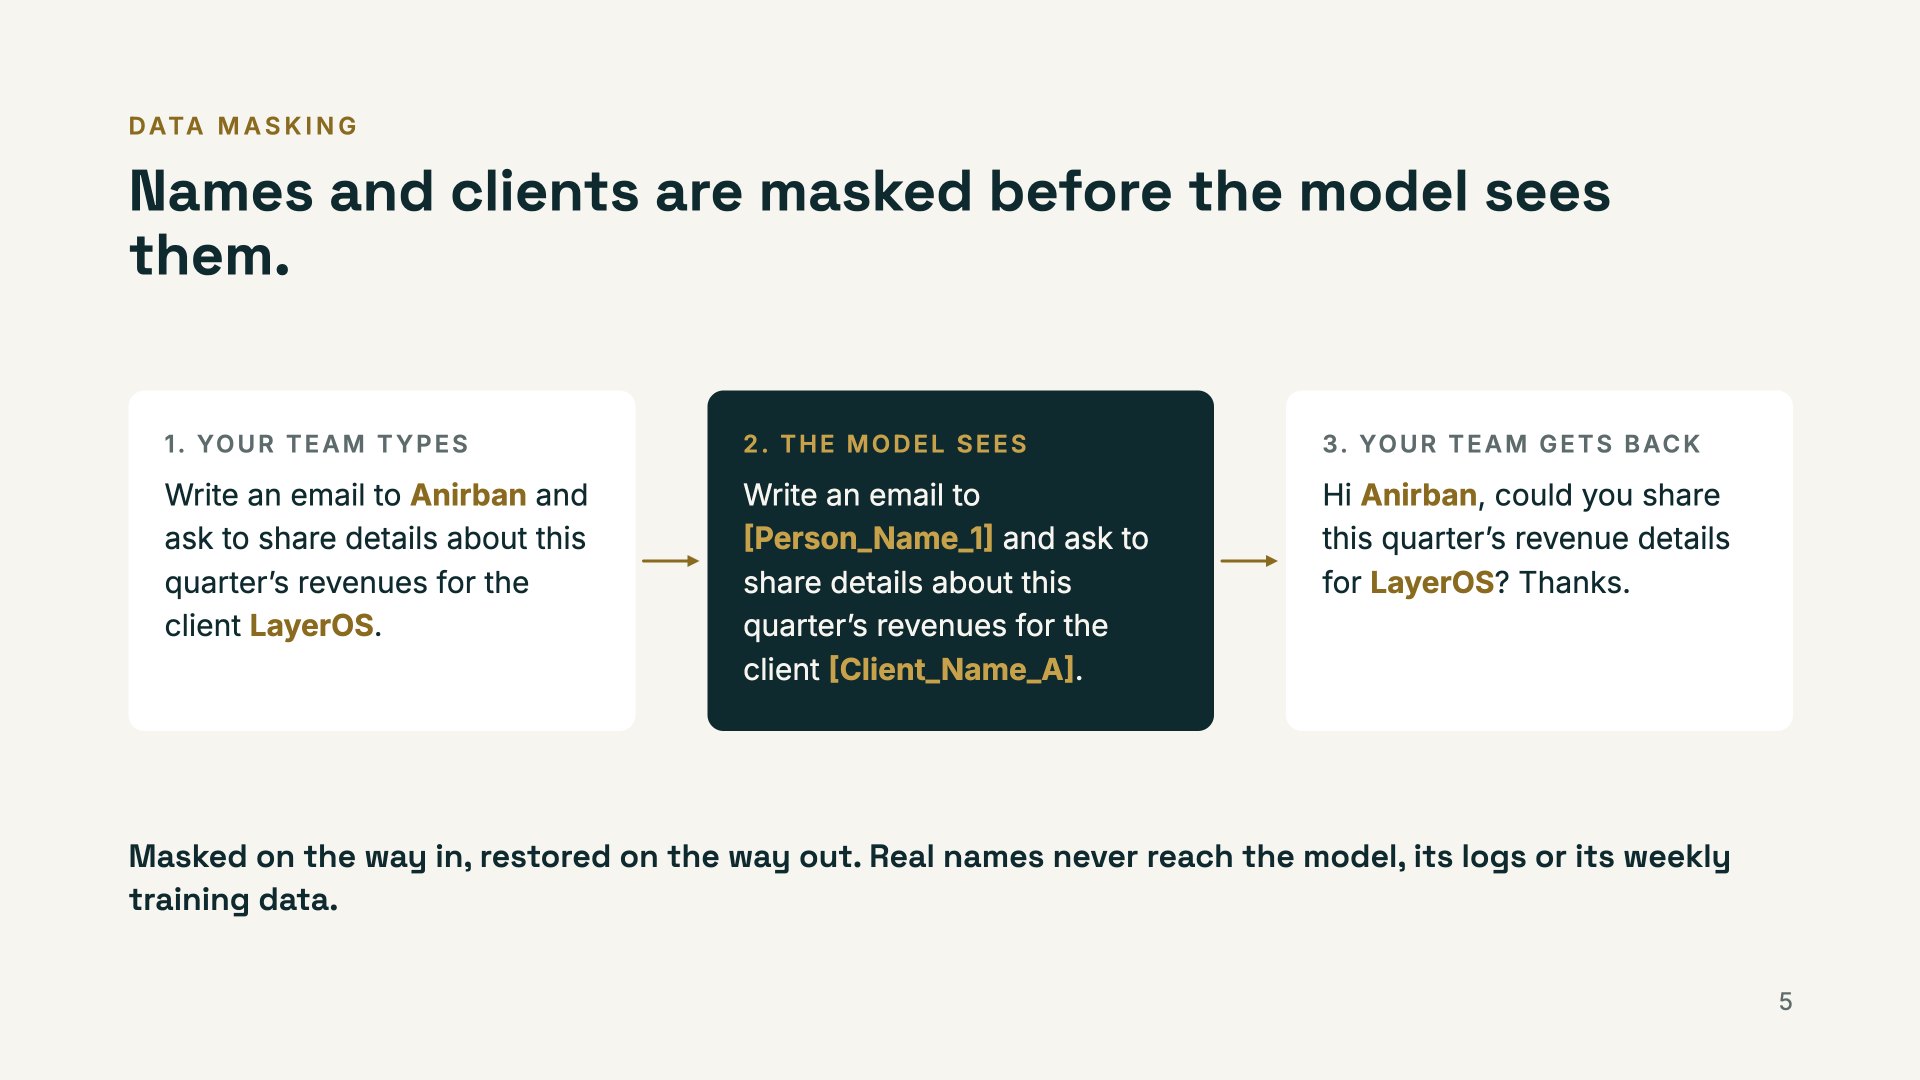 DATA MASKING
Names and clients are masked before the model sees
them.
1. YOUR TEAM TYPES
Write an email to Anirban and
ask to share details about this
quarter’s revenues for the
client LayerOS.
2. THE MODEL SEES
Write an email to
[Person_Name_1] and ask to
share details about this
quarter’s revenues for the
client [Client_Name_A].
3. YOUR TEAM GETS BACK
Hi Anirban, could you share
this quarter’s revenue details
for LayerOS? Thanks.
Masked on the way in, restored on the way out. Real names never reach the model, its logs or its weekly
training data.
5